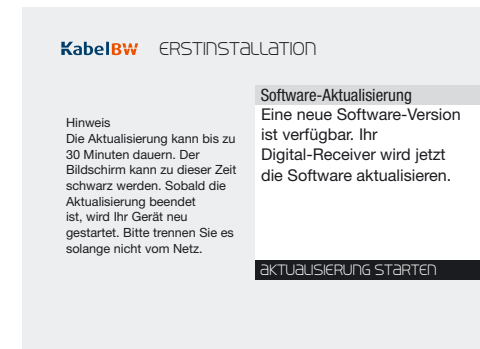 KabelBW ERSTINSTALLATION
Hinweis
Die Aktualisierung kann bis zu
30 Minuten dauern. Der
Bildschirm kann zu dieser Zeit
schwarz werden. Sobald die
Aktualisierung beendet
ist, wird Ihr Gerät neu
gestartet. Bitte trennen Sie es
solange nicht vom Netz.
Software-Aktualisierung
Eine neue Software-Version
ist verfügbar. Ihr
Digital-Receiver wird jetzt
die Software aktualisieren.
AKTUALISIERUNG STARTEN